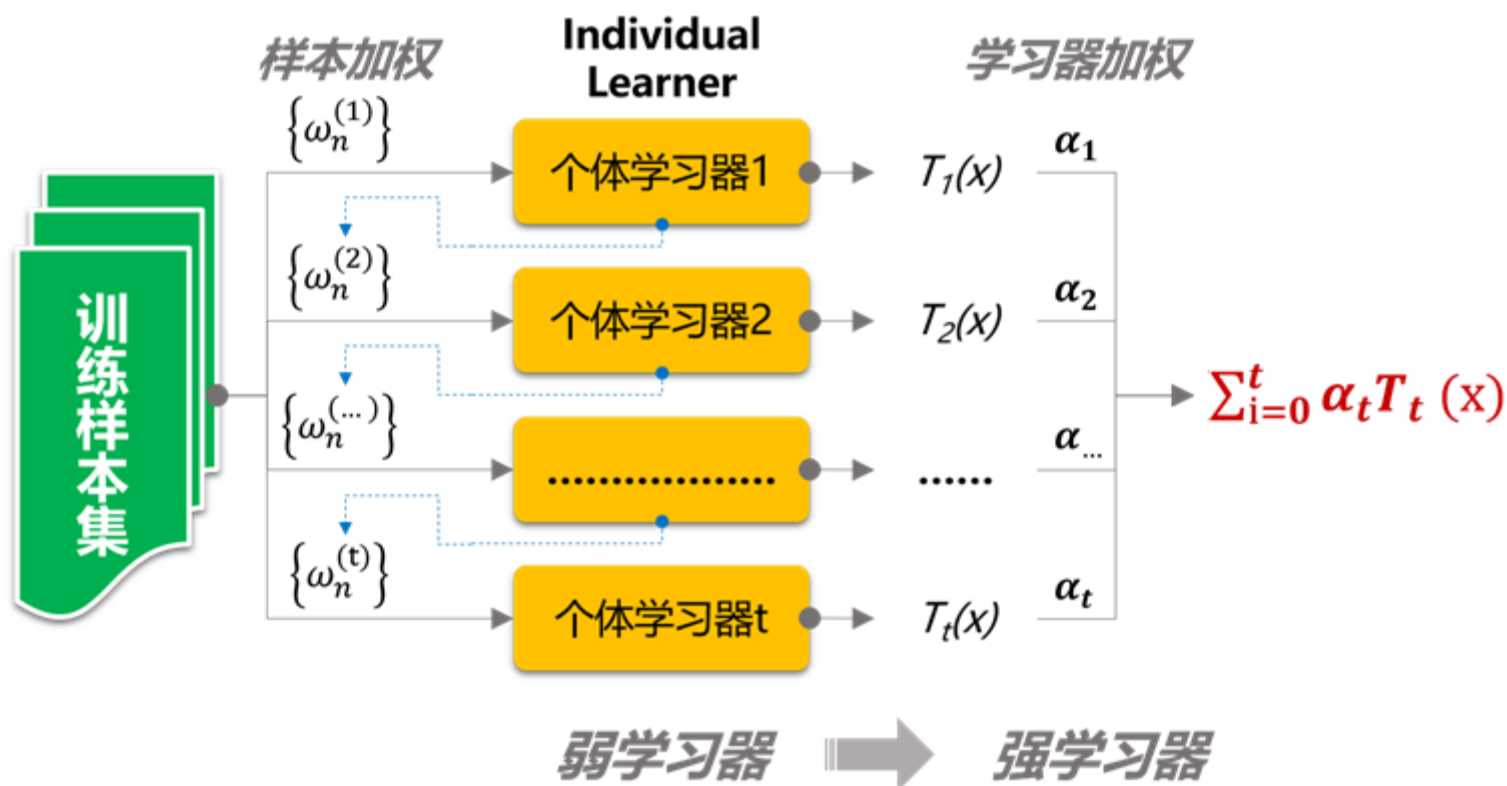 样本加权
Individual
Learner
学习器加权
{ω_n^(1)}
个体学习器1
T_1(x)
α_1
{ω_n^(2)}
个体学习器2
T_2(x)
α_2
训练样本集
{ω_n^(...)}
..................
......
α_...
∑_{i=0}^{t} α_t T_t (x)
{ω_n^(t)}
个体学习器t
T_t(x)
α_t
弱学习器
强学习器